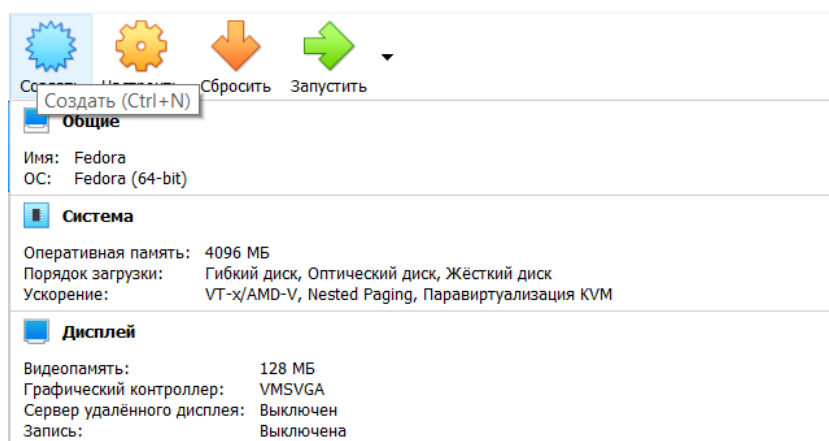 Сбросить Запустить
Создать (Ctrl+N)
Общие
Имя: Fedora
ОС: Fedora (64-bit)
Система
Оперативная память: 4096 МБ
Порядок загрузки: Гибкий диск, Оптический диск, Жёсткий диск
Ускорение: VT-x/AMD-V, Nested Paging, Паравиртуализация KVM
Дисплей
Видеопамять: 128 МБ
Графический контроллер: VMSVGA
Сервер удалённого дисплея: Выключен
Запись: Выключена